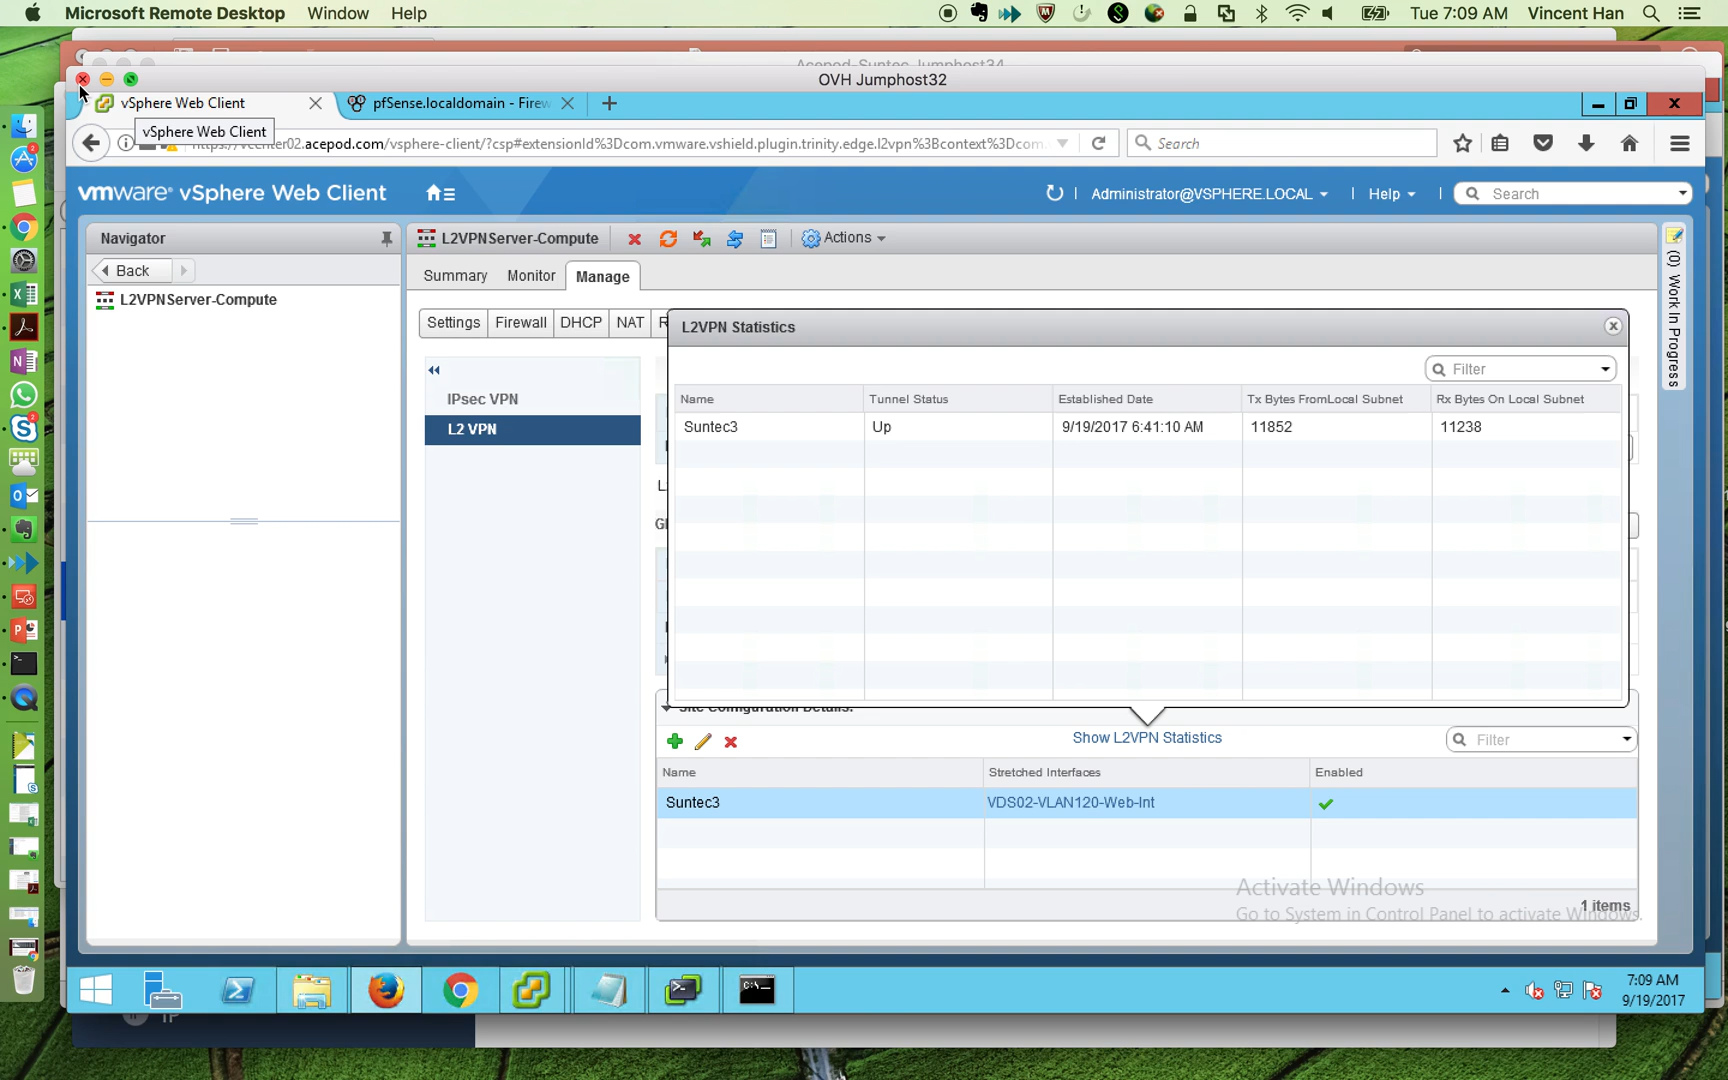 Microsoft Remote Desktop Window Help
Tue 7:09 AM Vincent Han
OVH Jumphost32
vSphere Web Client
pfSense.localdomain - Firew
vSphere Web Client
.acepod.com/vsphere-client/?csp#extensionId%3Dcom.vmware.vshield.plugin.trinity.edge.l2vpn%3Bcontext%3Dcom.
Search
vmware® vSphere Web Client
Administrator@VSPHERE.LOCAL
Help
Search
Navigator
L2VPNServer-Compute
Actions
(0) Work In Progress
Back
Summary Monitor Manage
L2VPNServer-Compute
Settings Firewall DHCP NAT
L2VPN Statistics
Filter
IPsec VPN
L2 VPN
Name Tunnel Status Established Date Tx Bytes FromLocal Subnet Rx Bytes On Local Subnet
Suntec3 Up 9/19/2017 6:41:10 AM 11852 11238
Site Configuration Details:
Show L2VPN Statistics
Filter
Name Stretched Interfaces Enabled
Suntec3 VDS02-VLAN120-Web-Int
Activate Windows
Go to System in Control Panel to activate Windows.
1 items
7:09 AM
9/19/2017